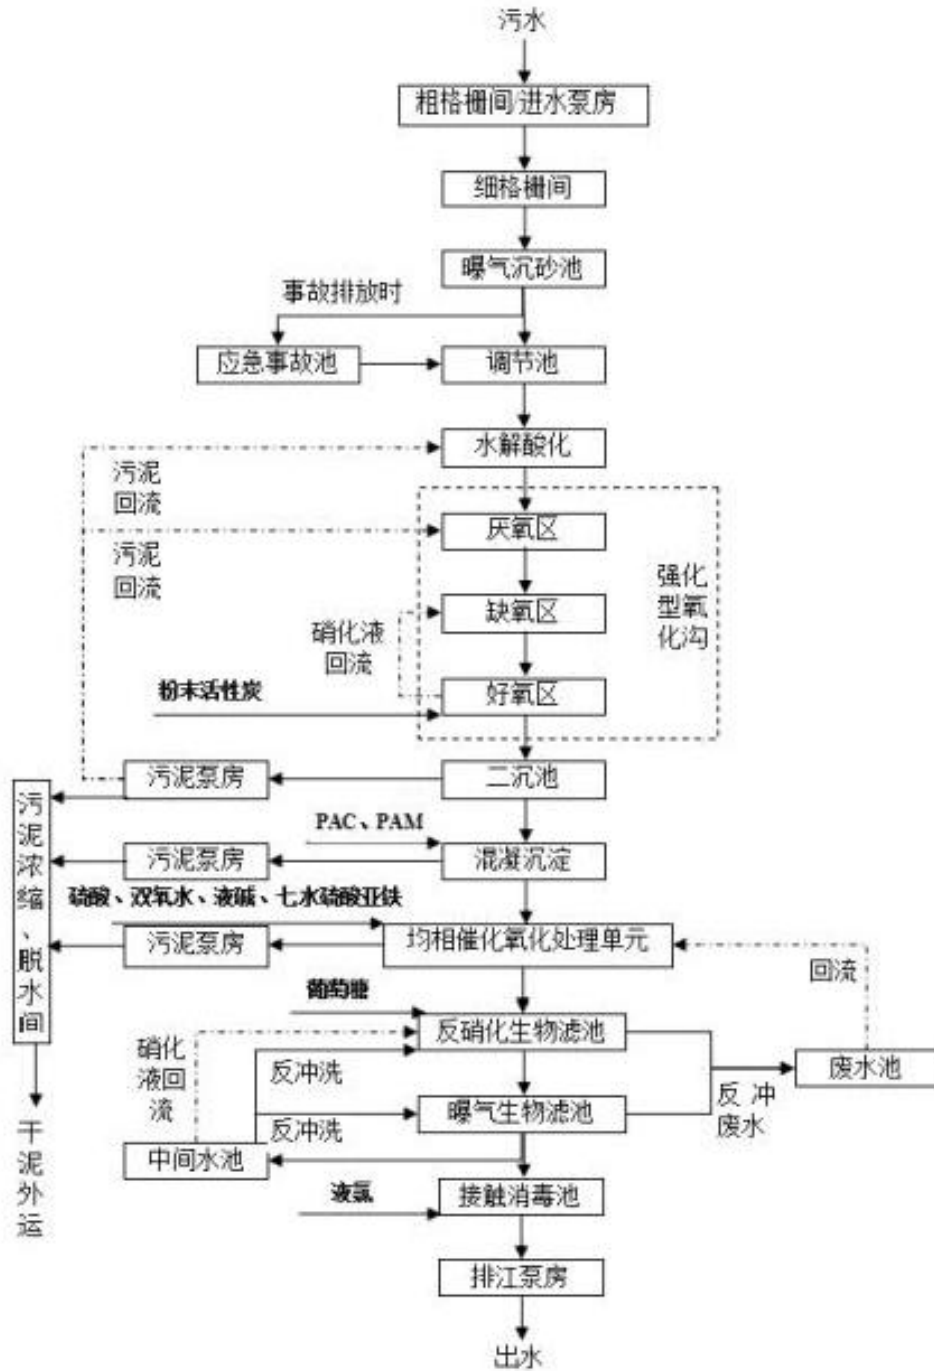 污水
粗格栅间/进水泵房
细格栅间
曝气沉砂池
事故排放时
应急事故池
调节池
水解酸化
污泥
回流
厌氧区
污泥
回流
强化
型氧
化沟
缺氧区
硝化液
回流
好氧区
粉末活性炭
污泥泵房
二沉池
PAC、PAM
污泥泵房
混凝沉淀
硫酸、双氧水、液碱、七水硫酸亚铁
污泥泵房
均相催化氧化处理单元
回流
污泥浓缩、脱水间
葡萄糖
反硝化生物滤池
硝化
液回
流
反冲洗
废水池
反冲
废水
曝气生物滤池
反冲洗
中间水池
干泥外运
液氯
接触消毒池
排江泵房
出水